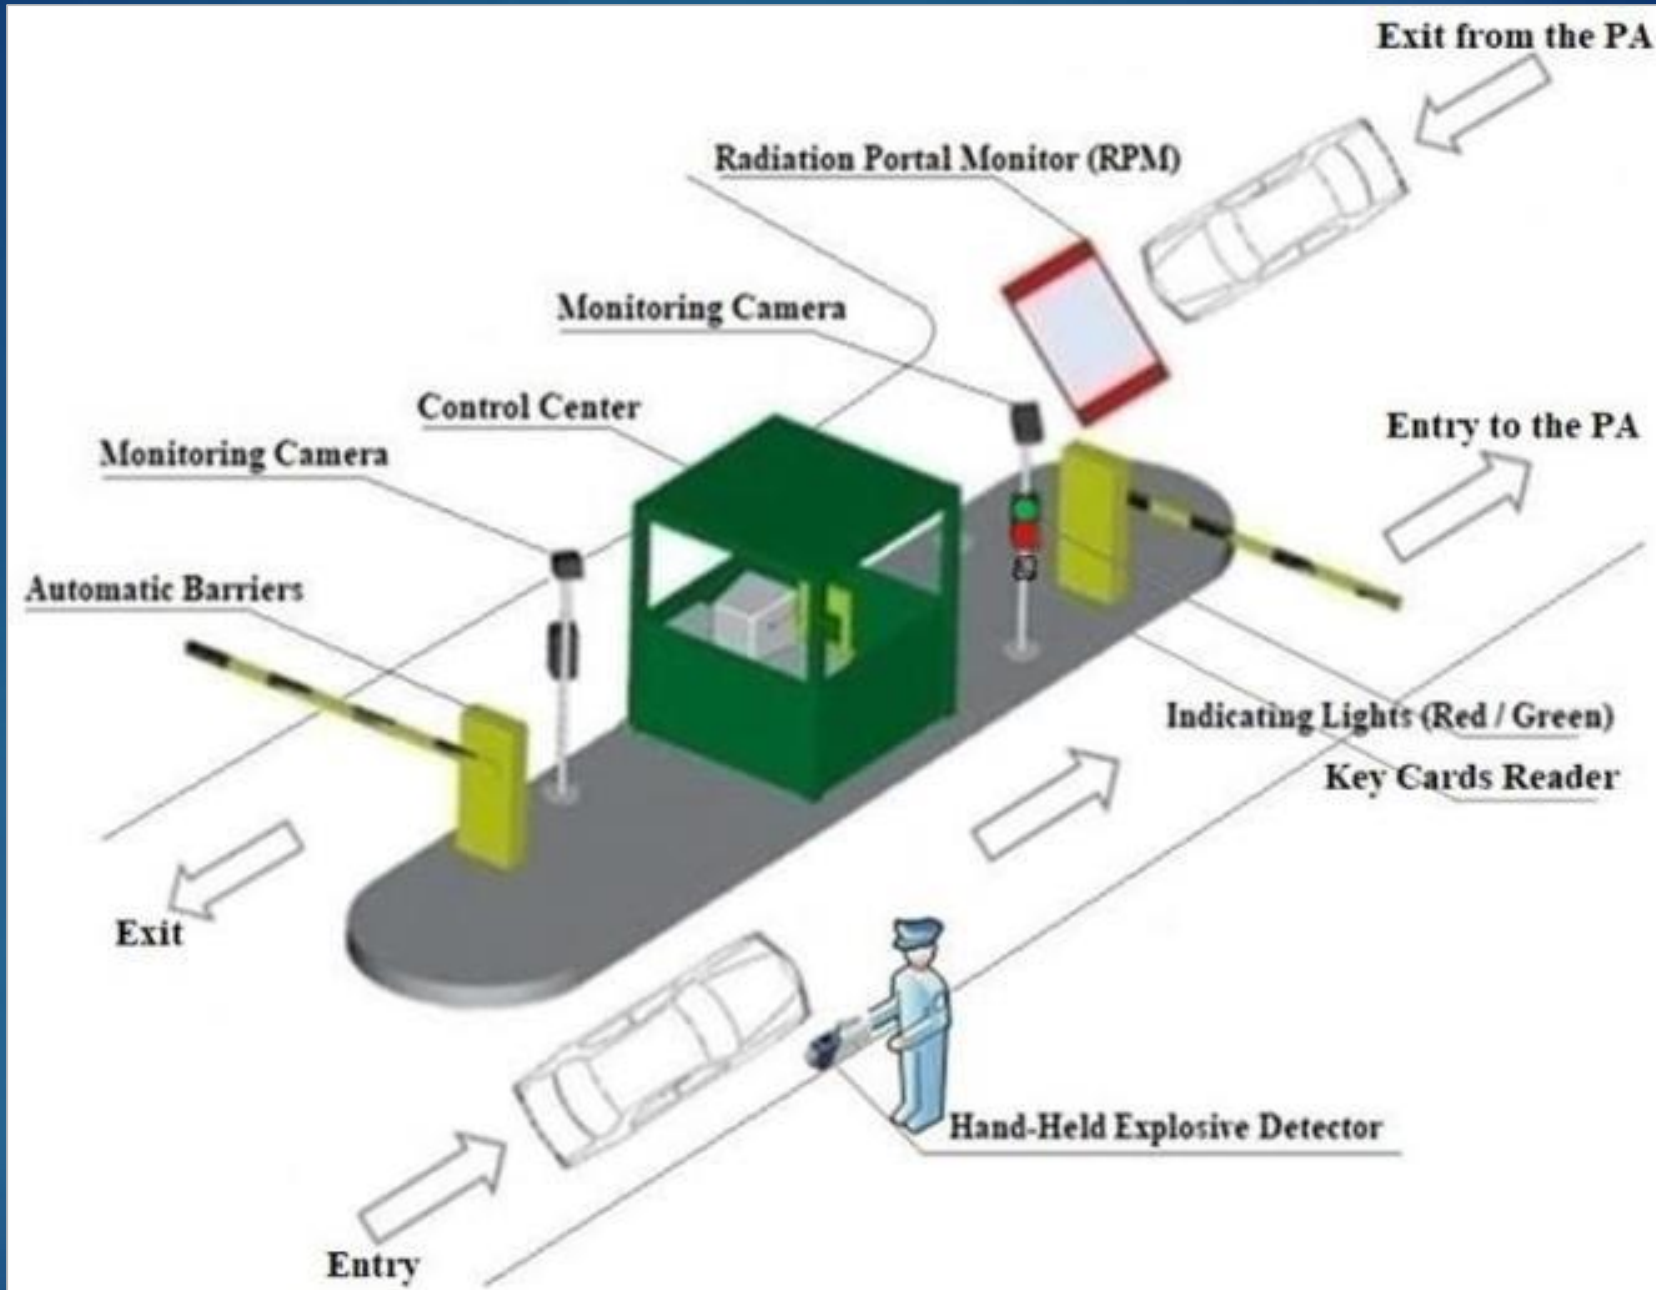 Exit from the PA
Radiation Portal Monitor (RPM)
Monitoring Camera
Control Center
Entry to the PA
Monitoring Camera
Automatic Barriers
Indicating Lights (Red / Green)
Key Cards Reader
Exit
Hand-Held Explosive Detector
Entry